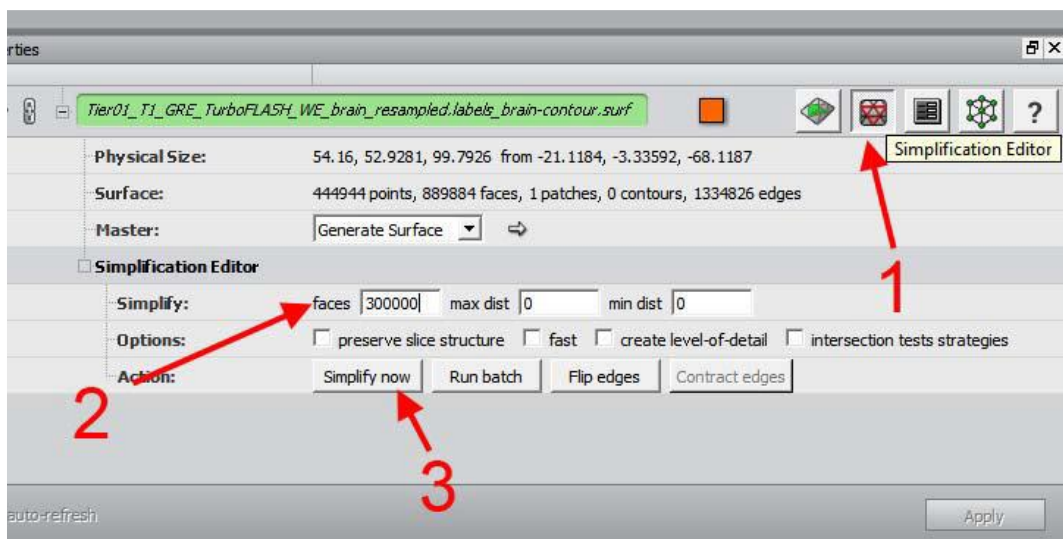 rties
Tier01_T1_GRE_TurboFLASH_WE_brain_resampled.labels_brain-contour.surf
?
Simplification Editor
Physical Size: 54.16, 52.9281, 99.7926 from -21.1184, -3.33592, -68.1187
Surface: 444944 points, 889884 faces, 1 patches, 0 contours, 1334826 edges
Master: Generate Surface
Simplification Editor
Simplify: faces 300000 max dist 0 min dist 0
Options: preserve slice structure fast create level-of-detail intersection tests strategies
Action: Simplify now Run batch Flip edges Contract edges
1
2
3
auto-refresh Apply